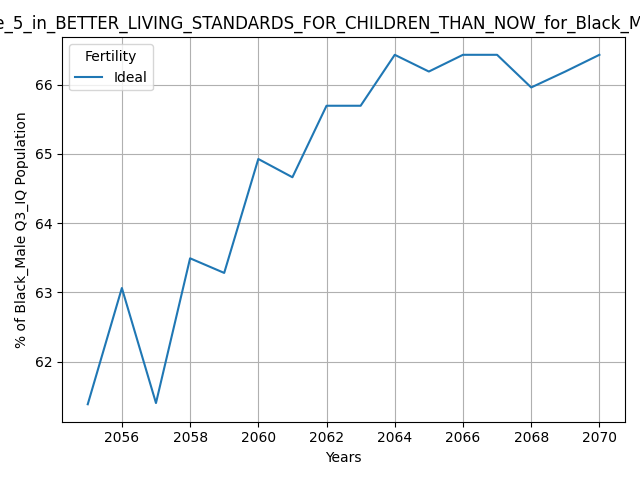 e_5_in_BETTER_LIVING_STANDARDS_FOR_CHILDREN_THAN_NOW_for_Black_M
Fertility
Ideal
% of Black_Male Q3_IQ Population
66
65
64
63
62
2056 2058 2060 2062 2064 2066 2068 2070
Years